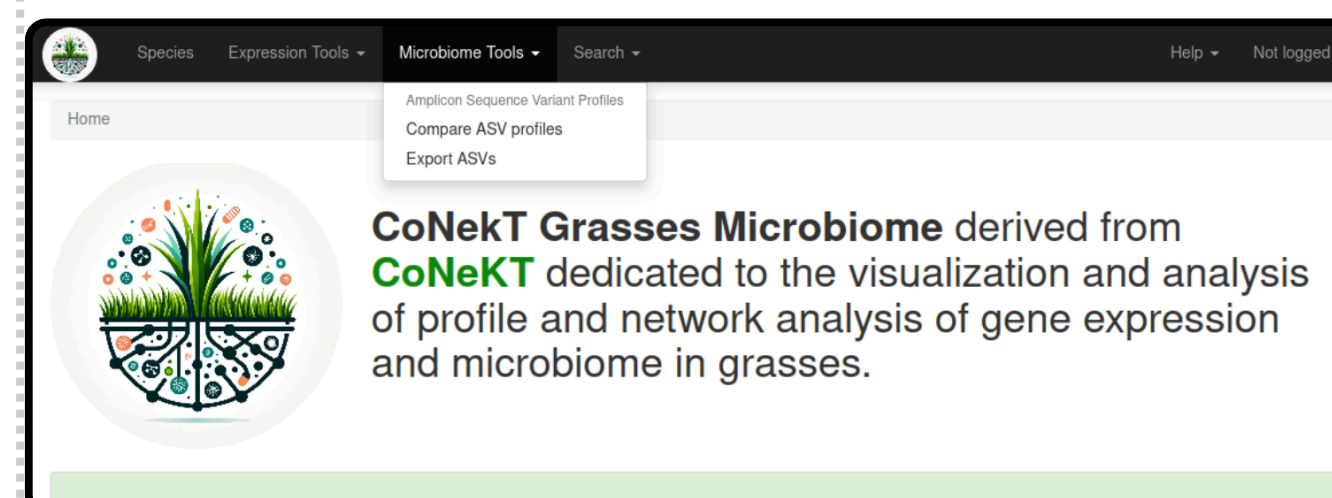 Species Expression Tools Microbiome Tools Search Help Not logged
Amplicon Sequence Variant Profiles
Home
Compare ASV profiles
Export ASVs
CoNekT Grasses Microbiome derived from
CoNeKT dedicated to the visualization and analysis
of profile and network analysis of gene expression
and microbiome in grasses.